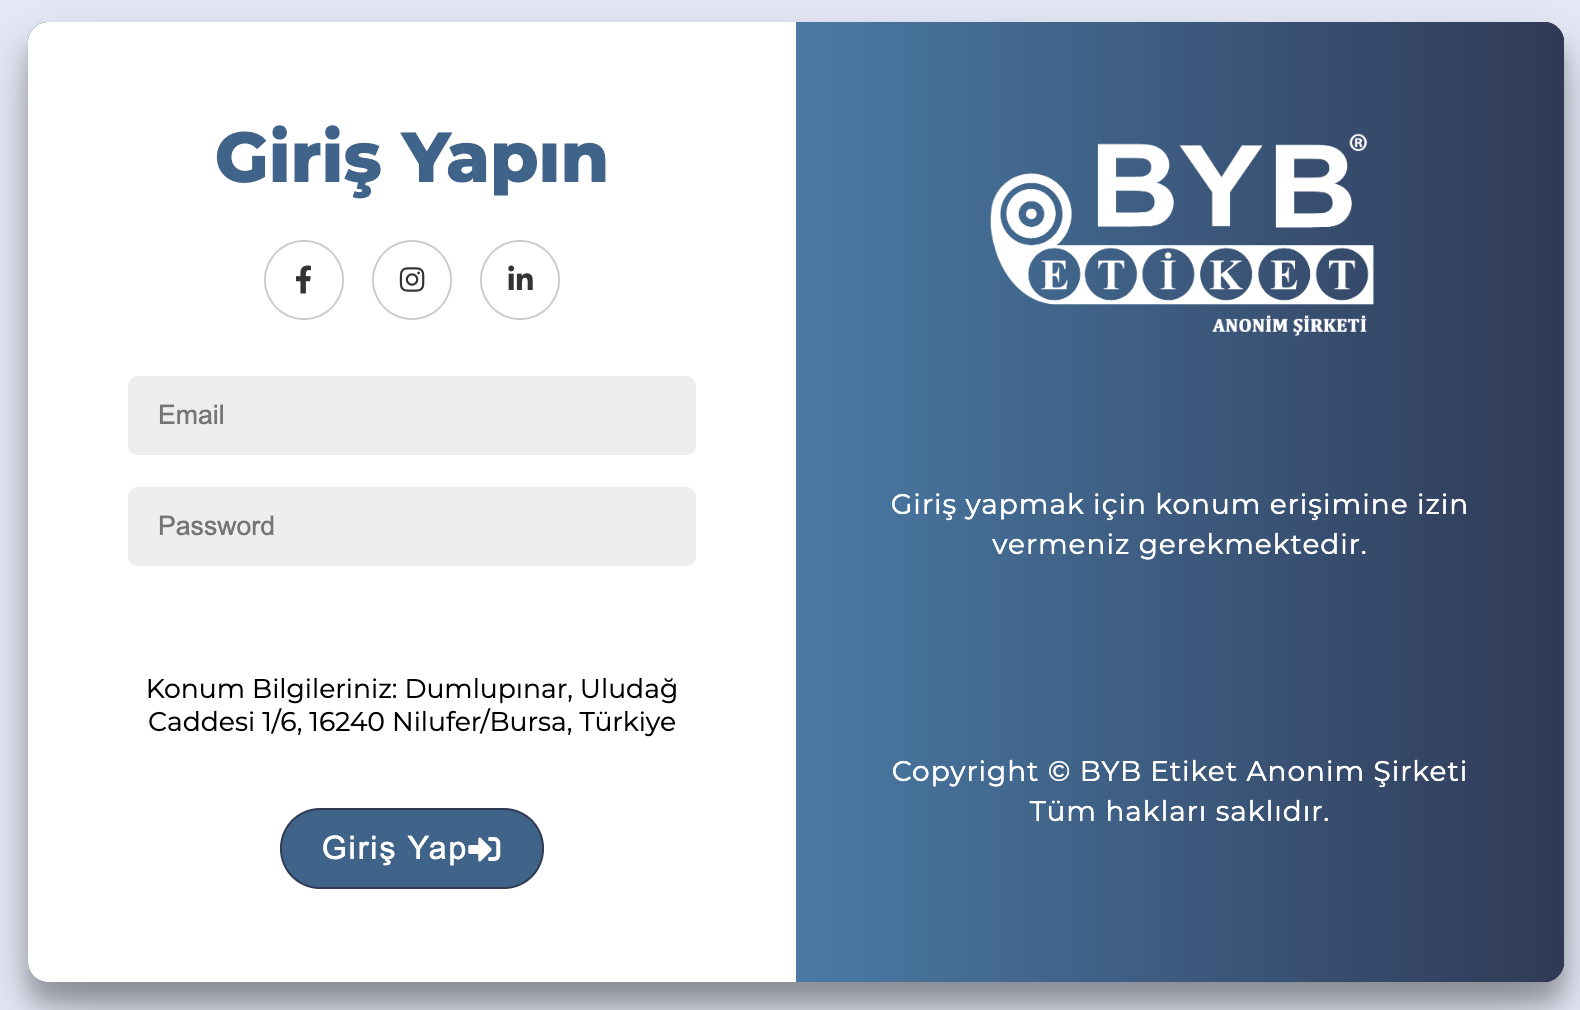 Giriş Yapın
Email
Password
Konum Bilgileriniz: Dumlupınar, Uludağ
Caddesi 1/6, 16240 Nilufer/Bursa, Türkiye
Giriş Yap
BYB®
ETİKET
ANONİM ŞİRKETİ
Giriş yapmak için konum erişimine izin
vermeniz gerekmektedir.
Copyright © BYB Etiket Anonim Şirketi
Tüm hakları saklıdır.